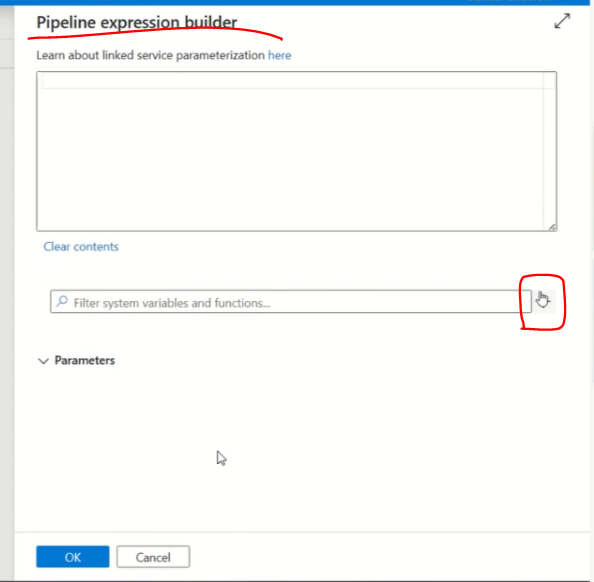 Pipeline expression builder
Learn about linked service parameterization here
Clear contents
Filter system variables and functions...
Parameters
OK
Cancel